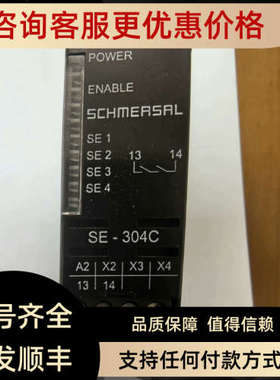 咨询客服更优惠价格
POWER
ENABLE
SCHMERSAL
SE 1
SE 2
SE 3
SE 4
13 14
SE - 304C
A2 X2 X3 X4
13 14
号齐全!
发顺丰
品质保障 值得信赖
支持任何付款方式